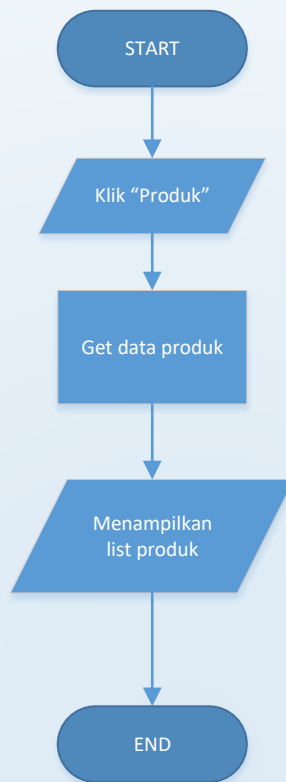 START
Klik “Produk”
Get data produk
Menampilkan
list produk
END